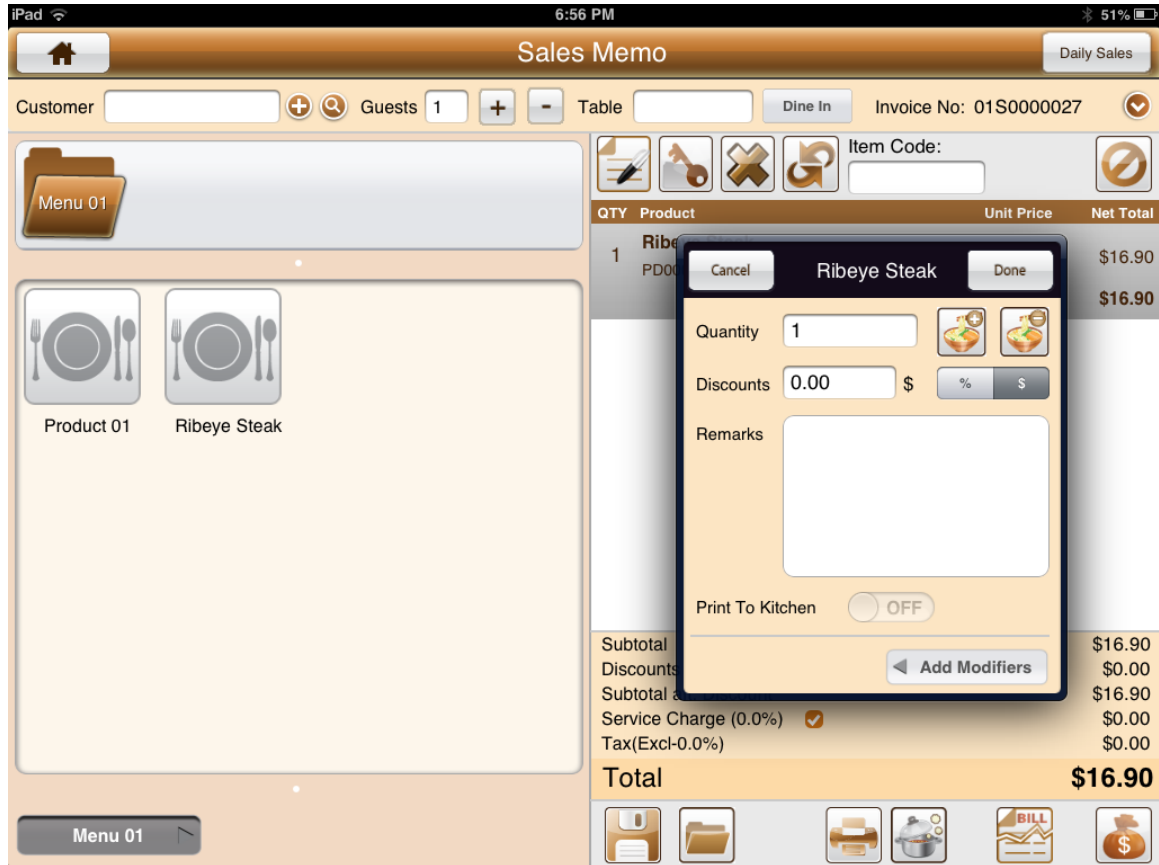 iPad 6:56 PM 51%
Sales Memo Daily Sales
Customer Guests 1 + - Table Dine In Invoice No: 01S0000027
Menu 01
Item Code:
QTY Product Unit Price Net Total
1 $16.90
PD00
$16.90
Cancel Ribeye Steak Done
Quantity 1
Discounts 0.00 $ % $
Remarks
Print To Kitchen OFF
Add Modifiers
Product 01 Ribeye Steak
Subtotal $16.90
Discounts $0.00
Subtotal $16.90
Service Charge (0.0%) $0.00
Tax(Excl-0.0%) $0.00
Total $16.90
Menu 01
BILL
$